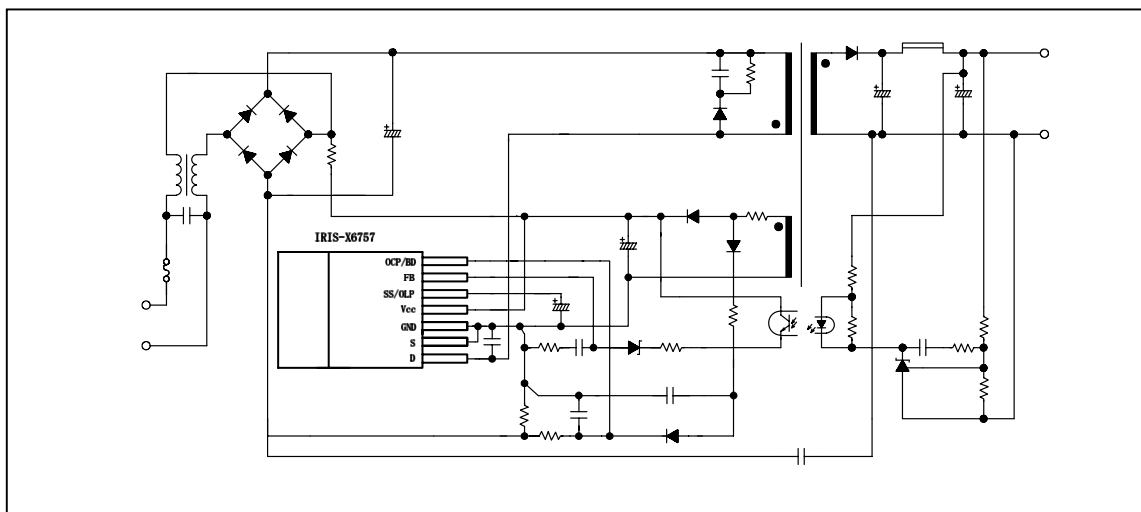 IRIS-X6757
OCP/BD
FB
SS/OLP
Vcc
GND
S
D
+
+
+
+
+